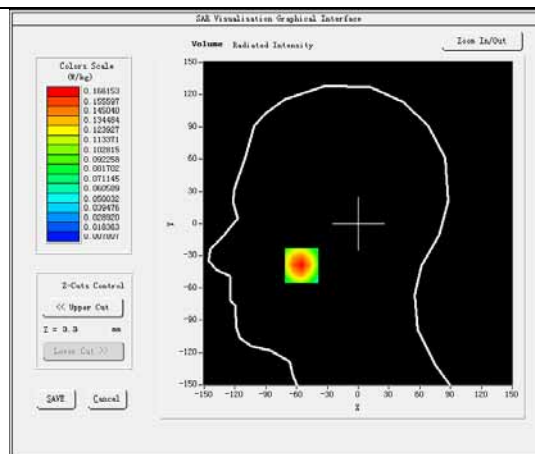 SAR Visualisation Graphical Interface
Volume Radiated Intensity
Zoom In/Out
Colors Scale
(W/kg)
0.166153
0.155597
0.145040
0.134484
0.123927
0.113371
0.102815
0.092258
0.081702
0.071145
0.060589
0.050032
0.039476
0.028920
0.018363
0.007807
Z-Cuts Control
<< Upper Cut
Z = 3.3 mm
Lower Cut >>
SAVE
Cancel
150
120
90
60
30
0
-30
-60
-90
-120
-150
Y
-150 -120 -90 -60 -30 0 30 60 90 120 150
X